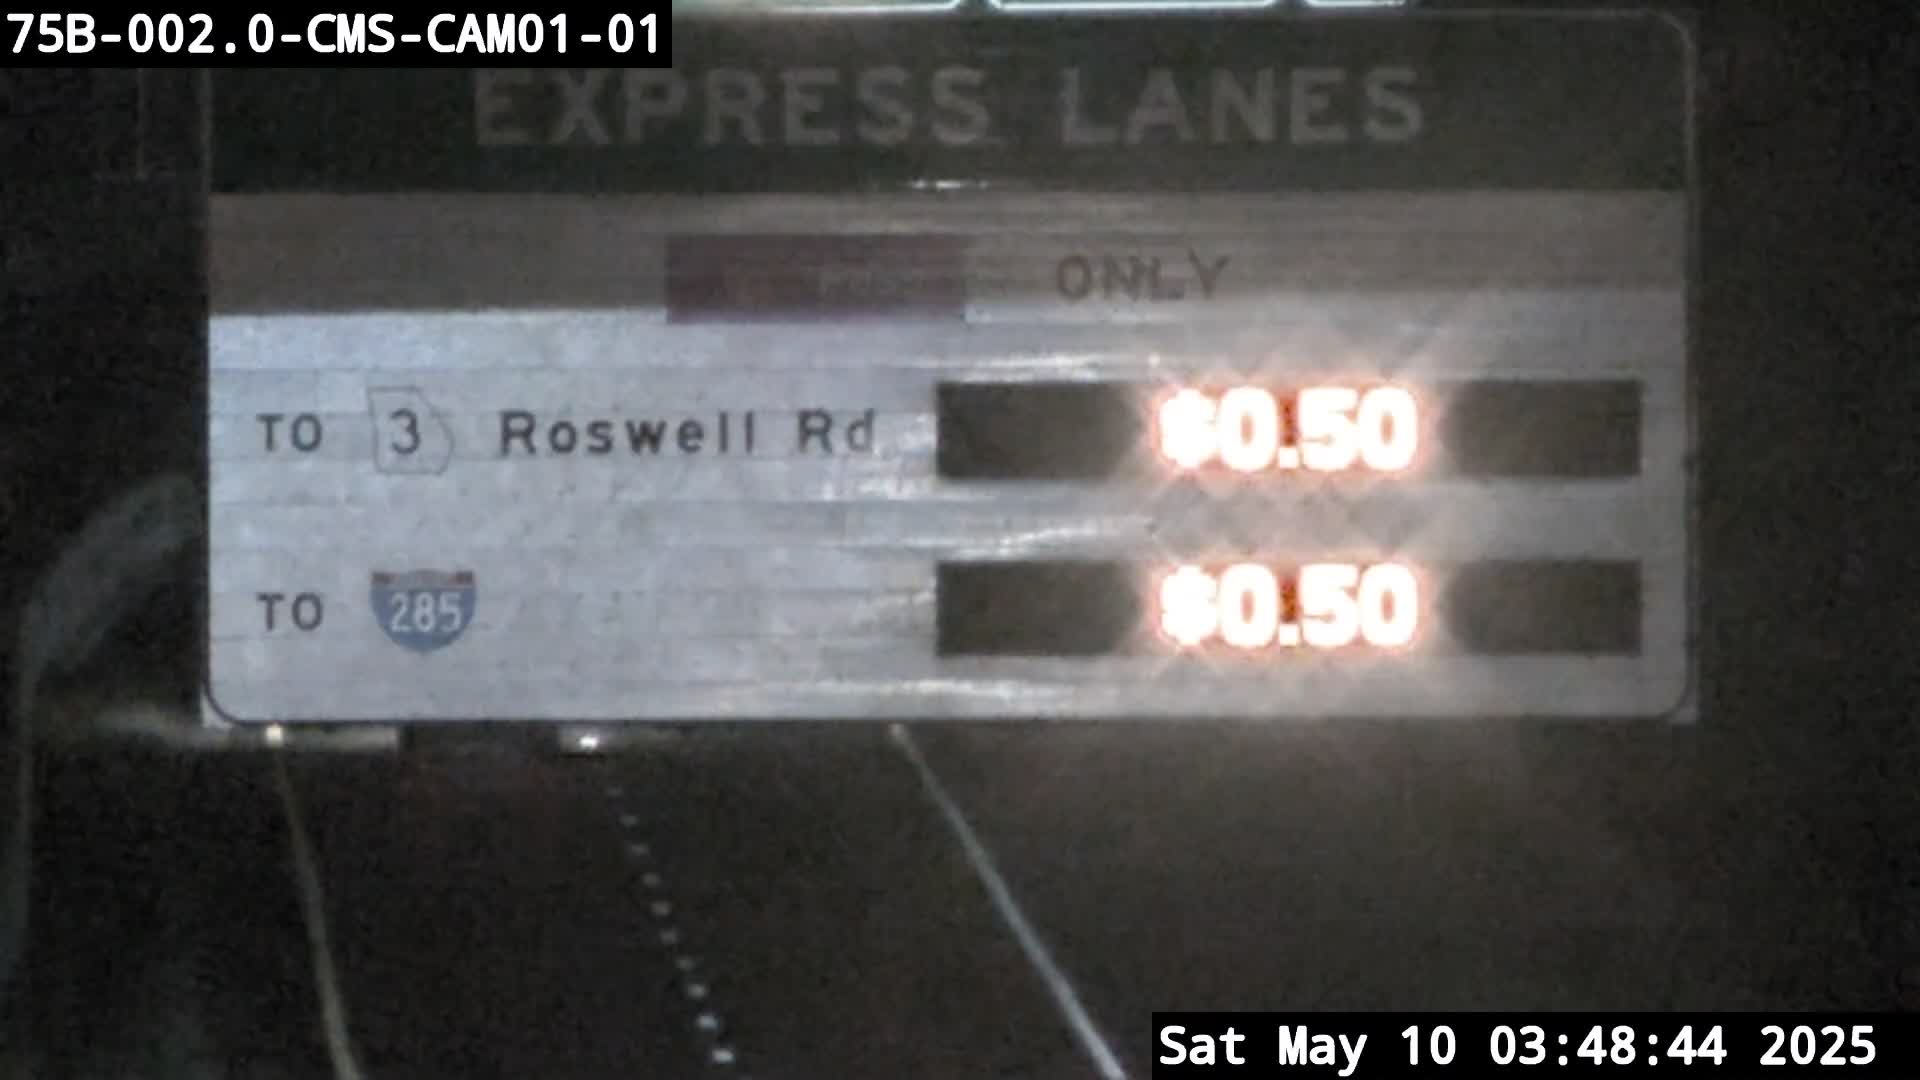 75B-002.0-CMS-CAM01-01
EXPRESS LANES
ONLY
TO 3 Roswell Rd $0.50
TO 285 $0.50
Sat May 10 03:48:44 2025